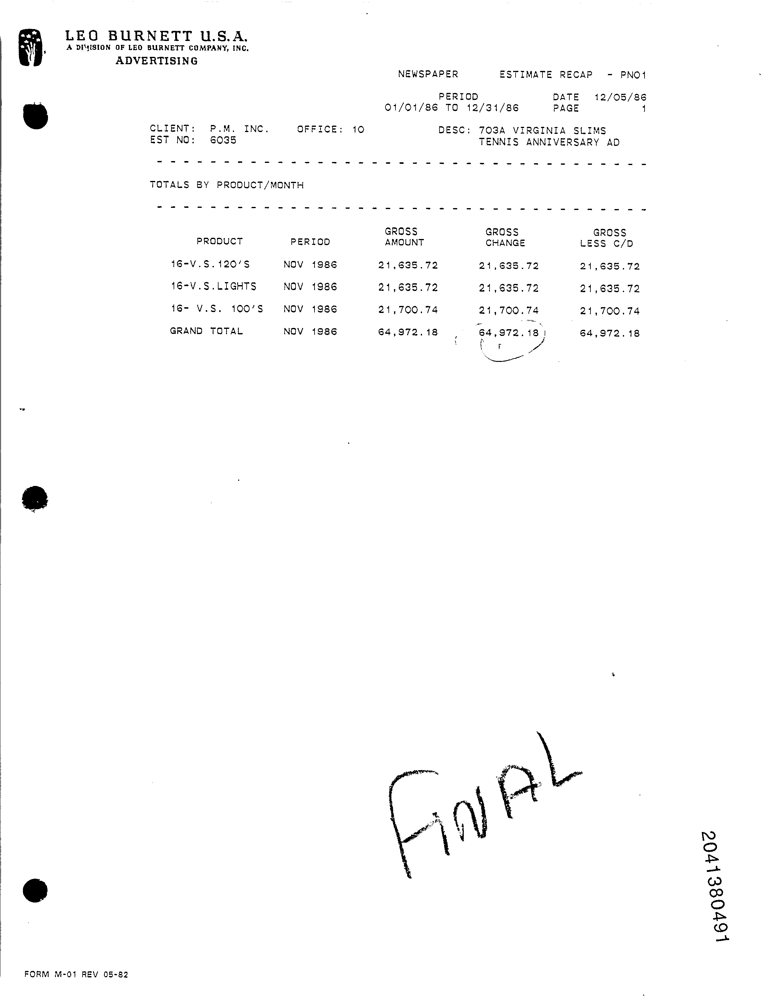 LEO BURNETT U.S.A.
A DIVISION OF LEO BURNETT COMPANY, INC.
ADVERTISING
NEWSPAPER ESTIMATE RECAP - PNO1
PERIOD DATE 12/05/86
01/01/86 TO 12/31/86 PAGE 1
CLIENT: P.M. INC. OFFICE: 10 DESC: 703A VIRGINIA SLIMS
EST NO: 6035 TENNIS ANNIVERSARY AD
TOTALS BY PRODUCT/MONTH
GROSS GROSS GROSS
PRODUCT PERIOD AMOUNT CHANGE LESS C/D
16-V.S.120'S NOV 1986 21,635.72 21,635.72 21,635.72
16-V.S.LIGHTS NOV 1986 21,635.72 21,635.72 21,635.72
16- V.S. 100'S NOV 1986 21,700.74 21,700.74 21,700.74
GRAND TOTAL NOV 1986 64,972.18 64,972.18 64,972.18
FINAL
2041380491
FORM M-01 REV 05-82